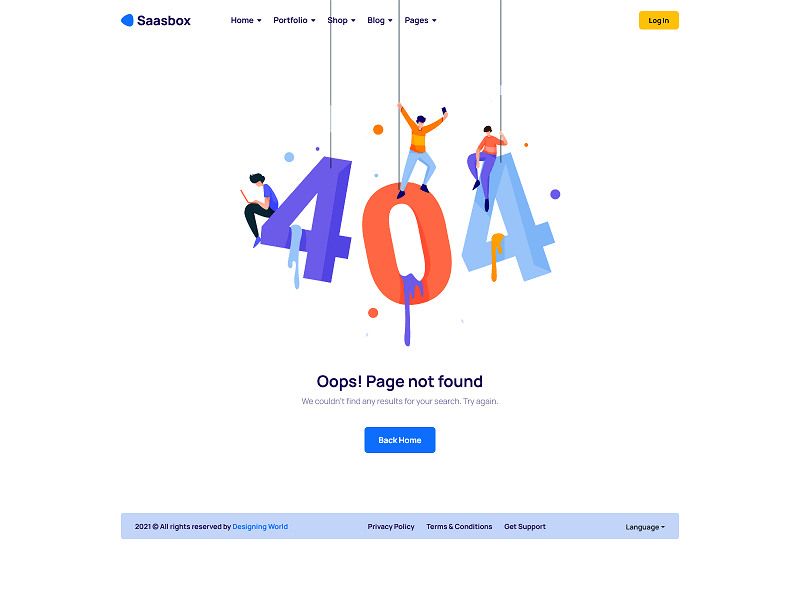 Saasbox Home Portfolio Shop Blog Pages Log In
404
Oops! Page not found
We couldn't find any results for your search. Try again.
Back Home
2021 © All rights reserved by Designing World Privacy Policy Terms & Conditions Get Support Language